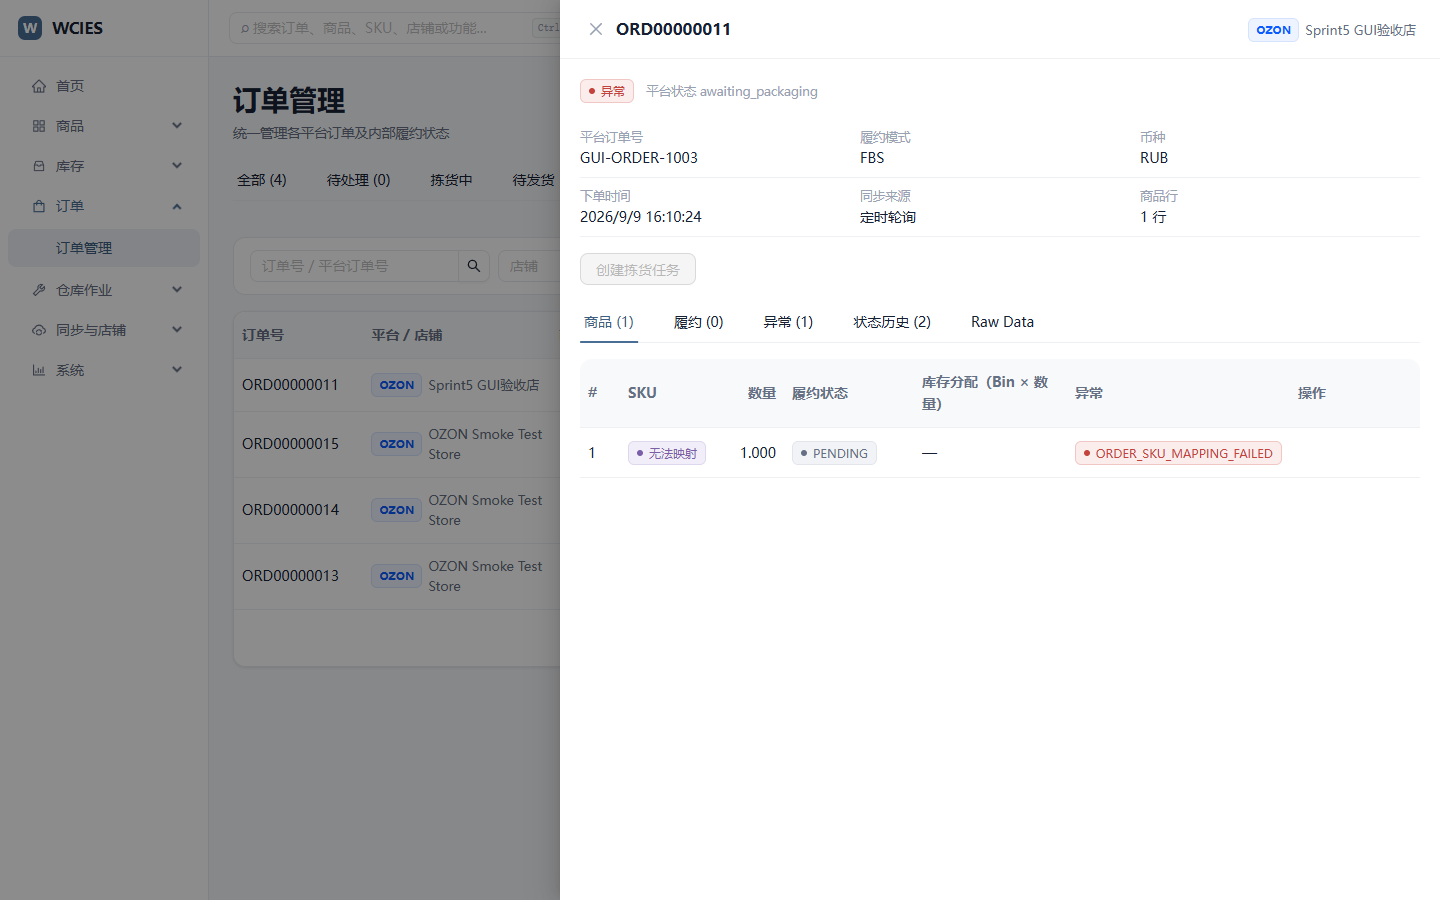 W WCIES
搜索订单、商品、SKU、店铺或功能...
首页
商品
库存
订单
订单管理
仓库作业
同步与店铺
系统
订单管理
统一管理各平台订单及内部履约状态
全部 (4) 待处理 (0) 拣货中 待发货
订单号 / 平台订单号 店铺
订单号 平台 / 店铺
ORD00000011 OZON Sprint5 GUI验收店
ORD00000015 OZON OZON Smoke Test
Store
ORD00000014 OZON OZON Smoke Test
Store
ORD00000013 OZON OZON Smoke Test
Store
ORD00000011 OZON Sprint5 GUI验收店
异常 平台状态 awaiting_packaging
平台订单号 履约模式 币种
GUI-ORDER-1003 FBS RUB
下单时间 同步来源 商品行
2026/9/9 16:10:24 定时轮询 1 行
创建拣货任务
商品 (1) 履约 (0) 异常 (1) 状态历史 (2) Raw Data
# SKU 数量 履约状态 库存分配（Bin × 数
量） 异常 操作
1 无法映射 1.000 PENDING — ORDER_SKU_MAPPING_FAILED